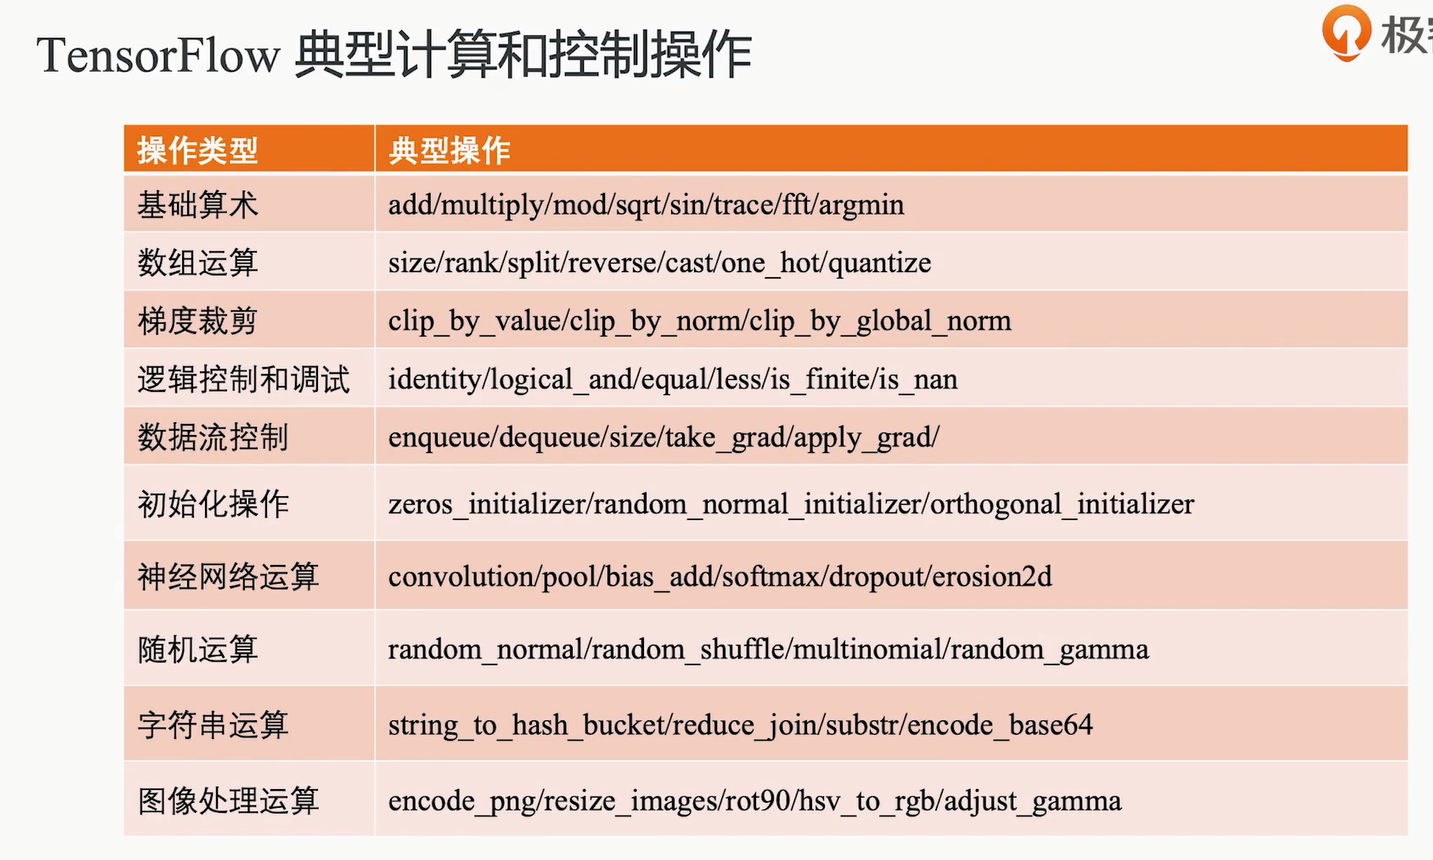 TensorFlow 典型计算和控制操作
极
操作类型 典型操作
基础算术 add/multiply/mod/sqrt/sin/trace/fft/argmin
数组运算 size/rank/split/reverse/cast/one_hot/quantize
梯度裁剪 clip_by_value/clip_by_norm/clip_by_global_norm
逻辑控制和调试 identity/logical_and/equal/less/is_finite/is_nan
数据流控制 enqueue/dequeue/size/take_grad/apply_grad/
初始化操作 zeros_initializer/random_normal_initializer/orthogonal_initializer
神经网络运算 convolution/pool/bias_add/softmax/dropout/erosion2d
随机运算 random_normal/random_shuffle/multinomial/random_gamma
字符串运算 string_to_hash_bucket/reduce_join/substr/encode_base64
图像处理运算 encode_png/resize_images/rot90/hsv_to_rgb/adjust_gamma